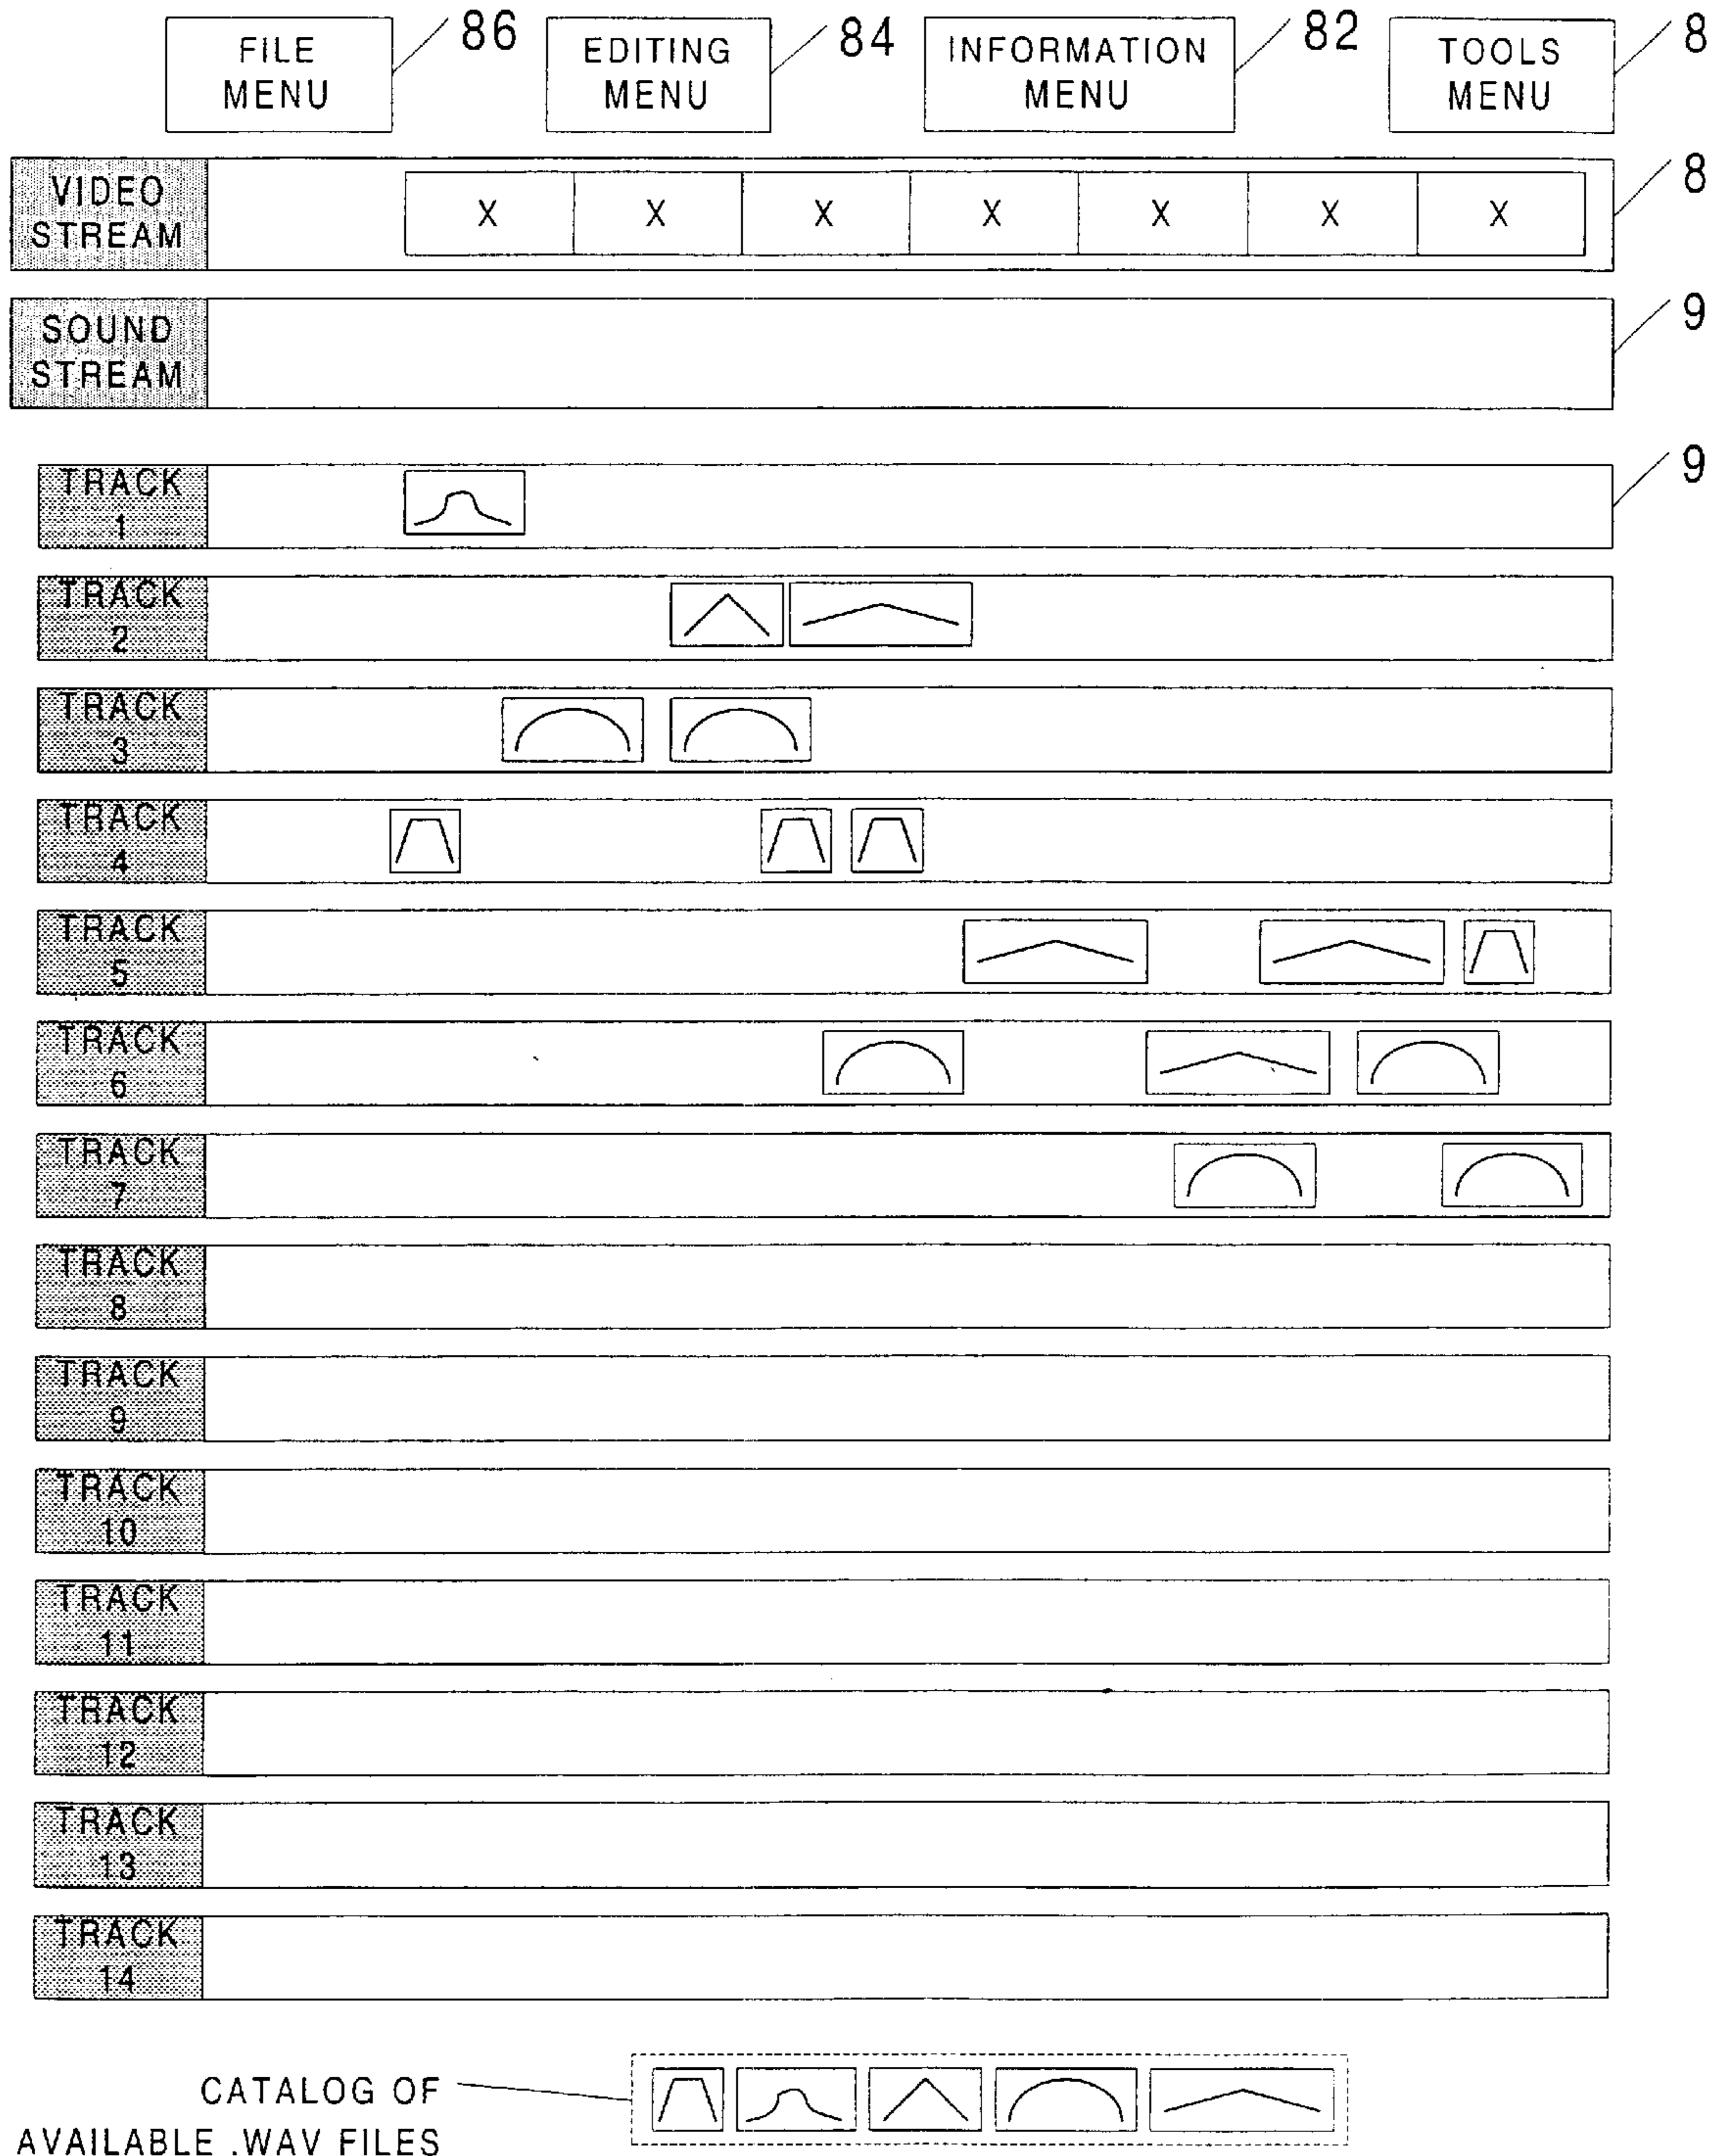 86
84
82
8
FILE
MENU
EDITING
MENU
INFORMATION
MENU
TOOLS
MENU
VIDEO
STREAM
X X X X X X X
8
SOUND
STREAM
9
TRACK
1
9
TRACK
2
TRACK
3
TRACK
4
TRACK
5
TRACK
6
TRACK
7
TRACK
8
TRACK
9
TRACK
10
TRACK
11
TRACK
12
TRACK
13
TRACK
14
CATALOG OF
AVAILABLE .WAV FILES